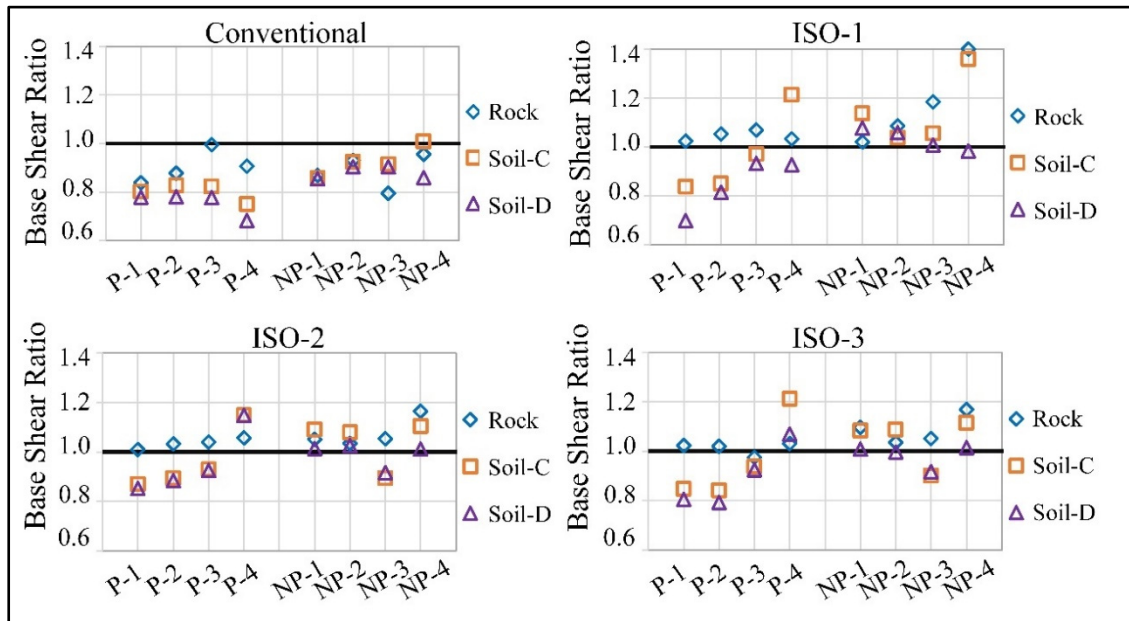 Conventional
Base Shear Ratio
1.4
1.2
1.0
0.8
0.6
P-1
P-2
P-3
P-4
NP-1
NP-2
NP-3
NP-4
Rock
Soil-C
Soil-D
ISO-1
Base Shear Ratio
1.4
1.2
1.0
0.8
0.6
P-1
P-2
P-3
P-4
NP-1
NP-2
NP-3
NP-4
Rock
Soil-C
Soil-D
ISO-2
Base Shear Ratio
1.4
1.2
1.0
0.8
0.6
P-1
P-2
P-3
P-4
NP-1
NP-2
NP-3
NP-4
Rock
Soil-C
Soil-D
ISO-3
Base Shear Ratio
1.4
1.2
1.0
0.8
0.6
P-1
P-2
P-3
P-4
NP-1
NP-2
NP-3
NP-4
Rock
Soil-C
Soil-D